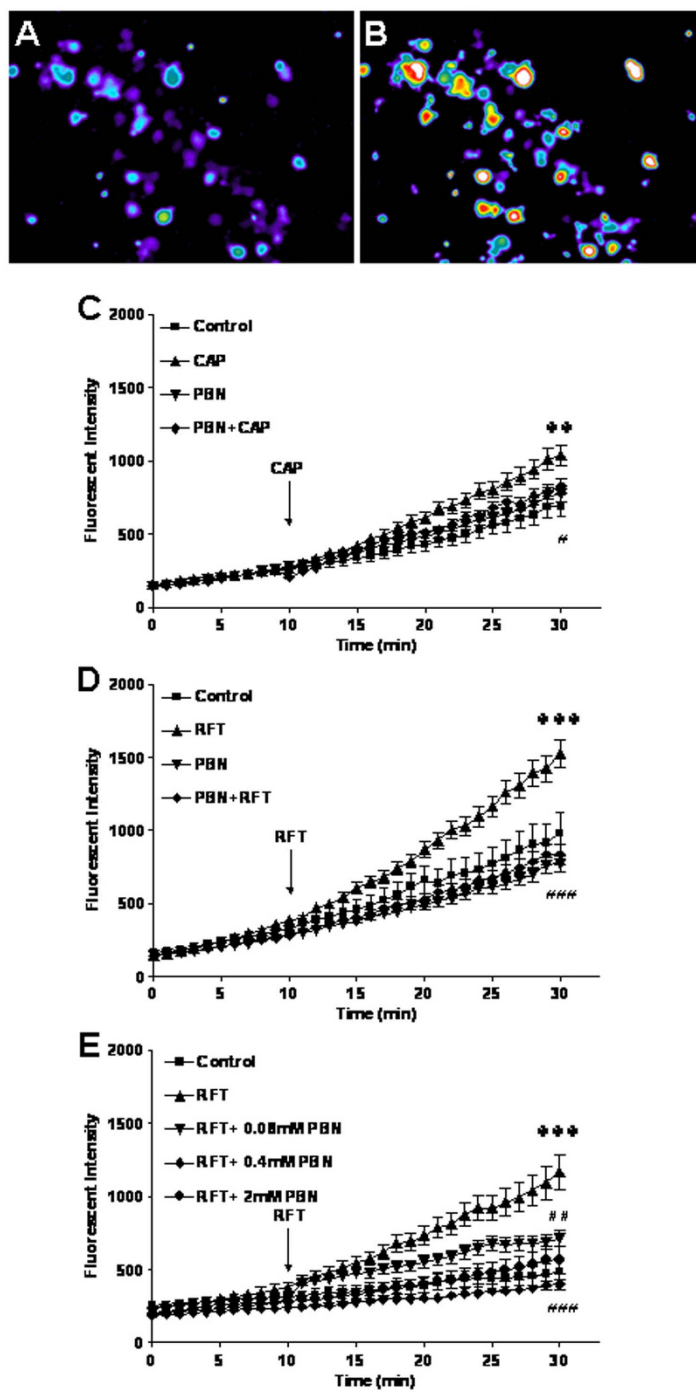 A
B
C
2000
1500
1000
500
0
Fluorescent Intensity
Control
CAP
PBN
PBN+CAP
CAP
✚✚
#
0 5 10 15 20 25 30
Time (min)
D
2000
1500
1000
500
0
Fluorescent Intensity
Control
RFT
PBN
PBN+RFT
RFT
✚✚✚
###
0 5 10 15 20 25 30
Time (min)
E
2000
1500
1000
500
0
Fluorescent Intensity
Control
RFT
RFT+ 0.08mM PBN
RFT+ 0.4mM PBN
RFT+ 2mM PBN
RFT
✚✚✚
##
###
0 5 10 15 20 25 30
Time (min)